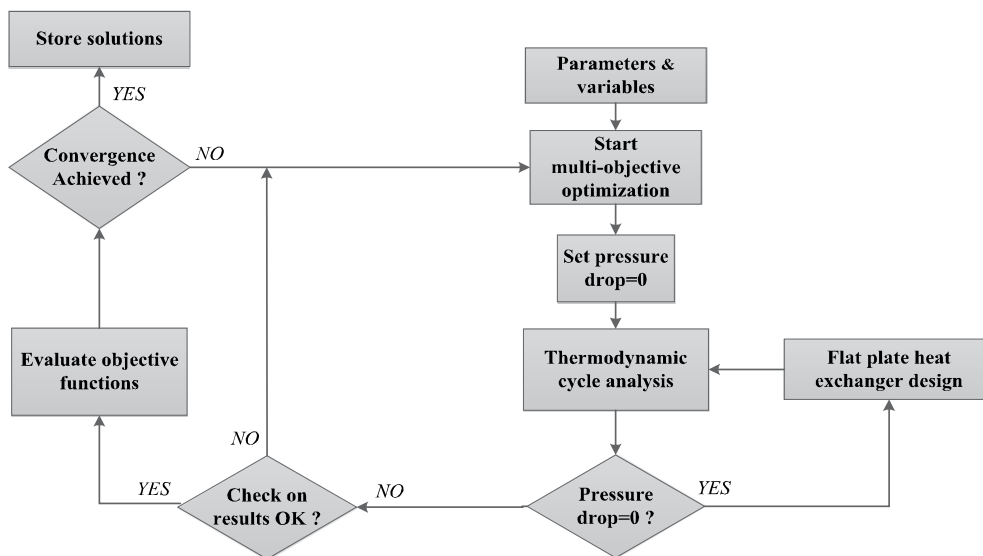 Store solutions
YES
Convergence
Achieved ?
NO
Parameters &
variables
Start
multi-objective
optimization
Set pressure
drop=0
Evaluate objective
functions
Thermodynamic
cycle analysis
Flat plate heat
exchanger design
NO
YES
Check on
results OK ?
NO
Pressure
drop=0 ?
YES